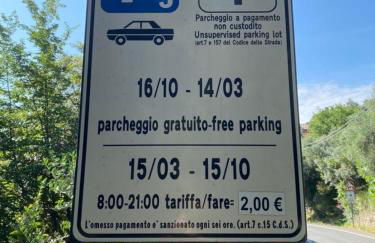 Parcheggio a pagamento
non custodito
Unsupervised parking lot
(art.7 e 157 del Codice della Strada)
16/10 - 14/03
parcheggio gratuito-free parking
15/03 - 15/10
8:00-21:00 tariffa/fare= 2,00 €
L'omesso pagamento e' sanzionato ogni sei ore. (art.7 c.15 C.d.S.)